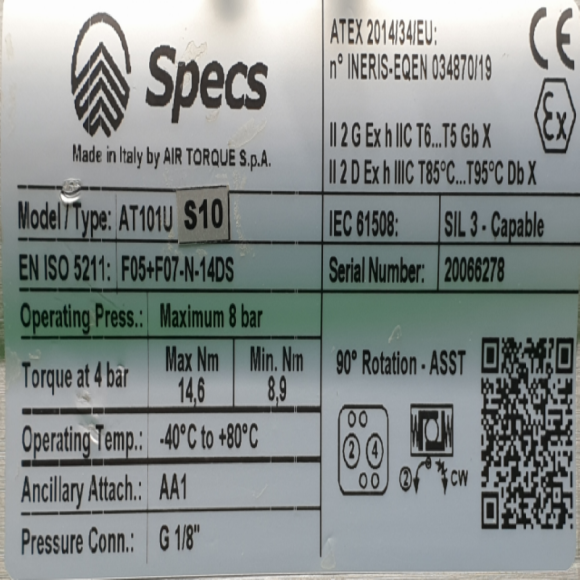 Specs
Made in Italy by AIR TORQUE S.p.A.
ATEX 2014/34/EU:
n° INERIS-EQEN 034870/19
II 2 G Ex h IIC T6...T5 Gb X
II 2 D Ex h IIIC T85°C...T95°C Db X
CE
Ex
Model / Type: AT101U S10
IEC 61508: SIL 3 - Capable
EN ISO 5211: F05+F07-N-14DS
Serial Number: 20066278
Operating Press.: Maximum 8 bar
Torque at 4 bar
Max Nm
14,6
Min. Nm
8,9
Operating Temp.: -40°C to +80°C
Ancillary Attach.: AA1
Pressure Conn.: G 1/8"
90° Rotation - ASST
2 4
2 CW